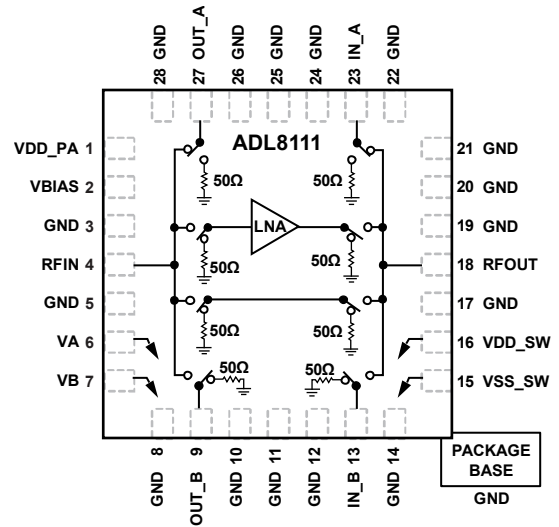 28 GND
27 OUT_A
26 GND
25 GND
24 GND
23 IN_A
22 GND
ADL8111
VDD_PA 1
VBIAS 2
GND 3
RFIN 4
GND 5
VA 6
VB 7
50Ω
50Ω
50Ω
LNA
50Ω
50Ω
50Ω
50Ω
50Ω
21 GND
20 GND
19 GND
18 RFOUT
17 GND
16 VDD_SW
15 VSS_SW
GND 8
OUT_B 9
GND 10
GND 11
GND 12
IN_B 13
GND 14
PACKAGE
BASE
GND